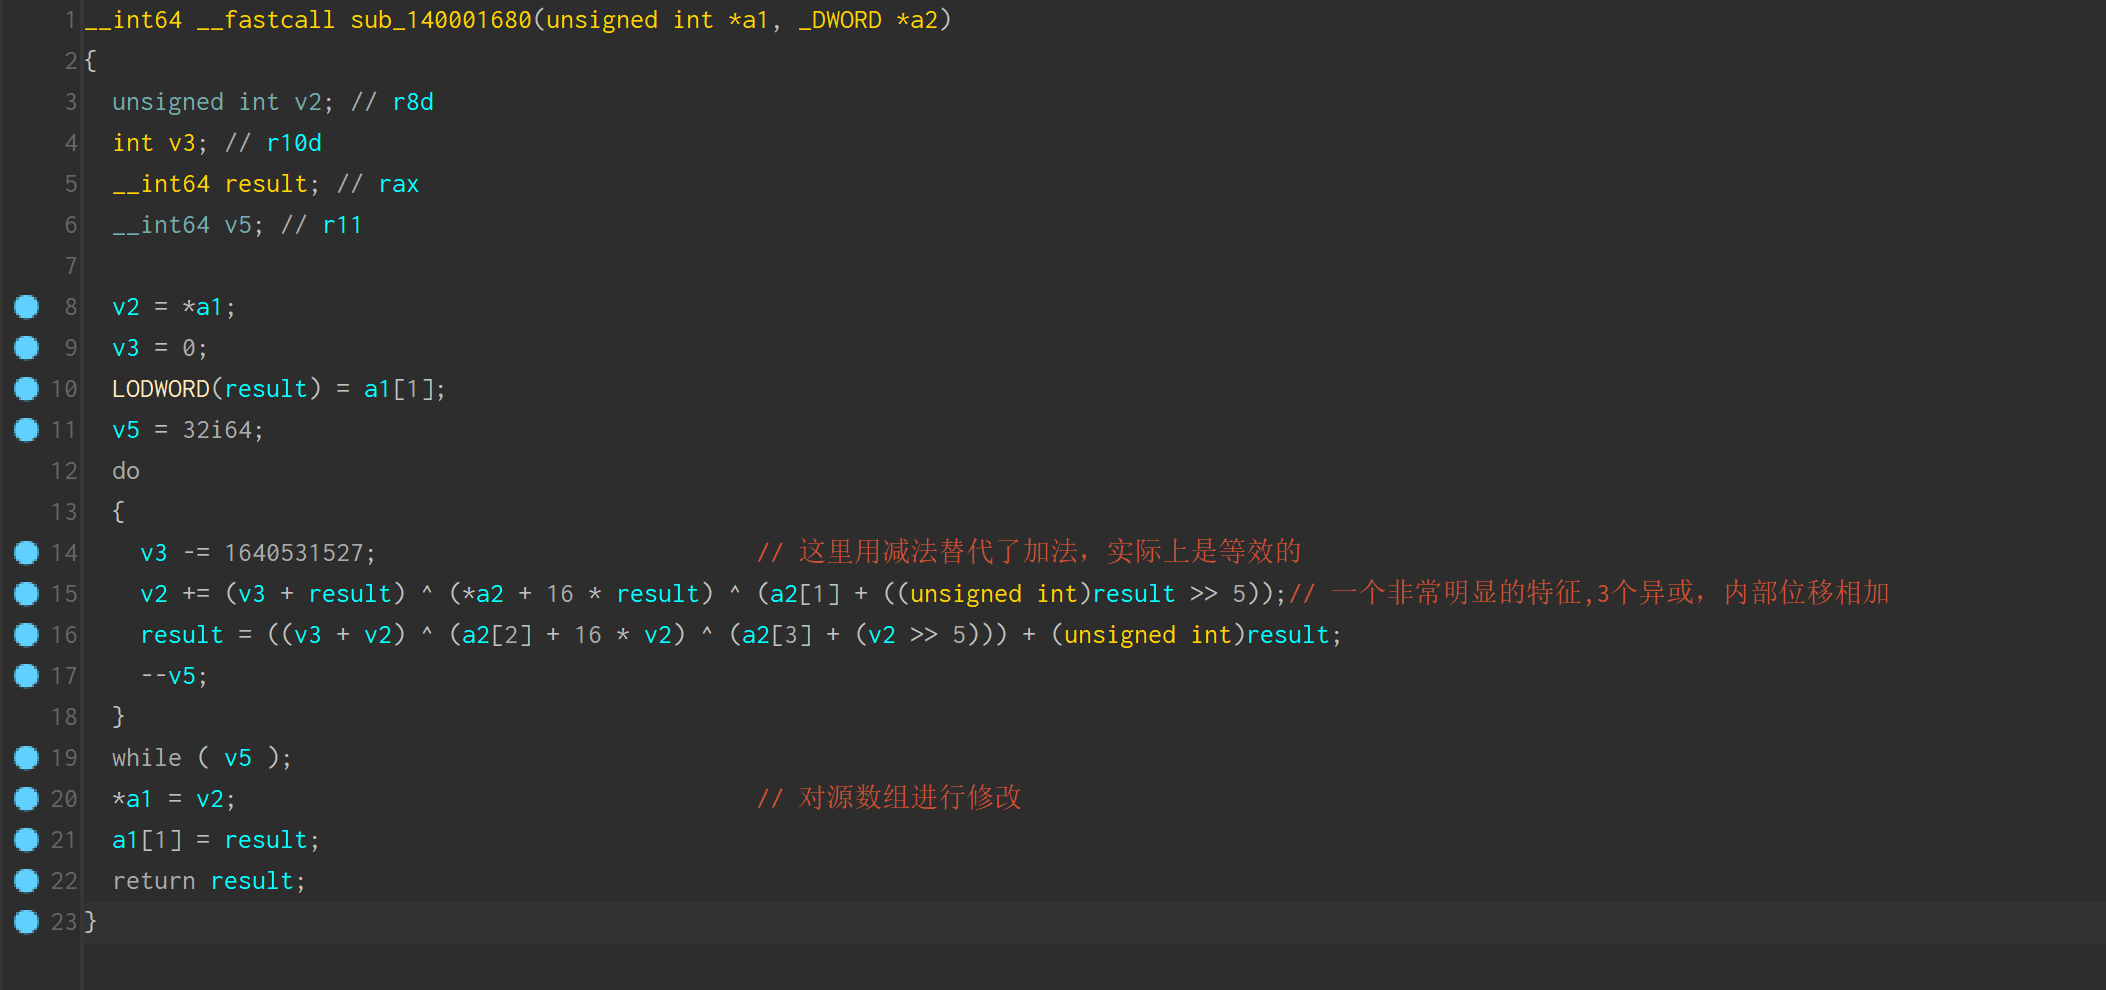 1 __int64 __fastcall sub_140001680(unsigned int *a1, _DWORD *a2)
2 {
3 unsigned int v2; // r8d
4 int v3; // r10d
5 __int64 result; // rax
6 __int64 v5; // r11
7
8 v2 = *a1;
9 v3 = 0;
10 LODWORD(result) = a1[1];
11 v5 = 32i64;
12 do
13 {
14 v3 -= 1640531527; // 这里用减法替代了加法，实际上是等效的
15 v2 += (v3 + result) ^ (*a2 + 16 * result) ^ (a2[1] + ((unsigned int)result >> 5));// 一个非常明显的特征,3个异或，内部位移相加
16 result = ((v3 + v2) ^ (a2[2] + 16 * v2) ^ (a2[3] + (v2 >> 5))) + (unsigned int)result;
17 --v5;
18 }
19 while ( v5 );
20 *a1 = v2; // 对源数组进行修改
21 a1[1] = result;
22 return result;
23 }